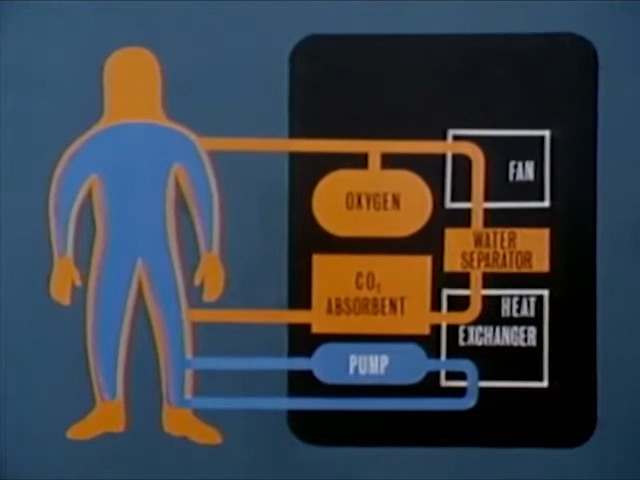 FAN
OXYGEN
WATER
SEPARATOR
CO₂
ABSORBENT
HEAT
EXCHANGER
PUMP